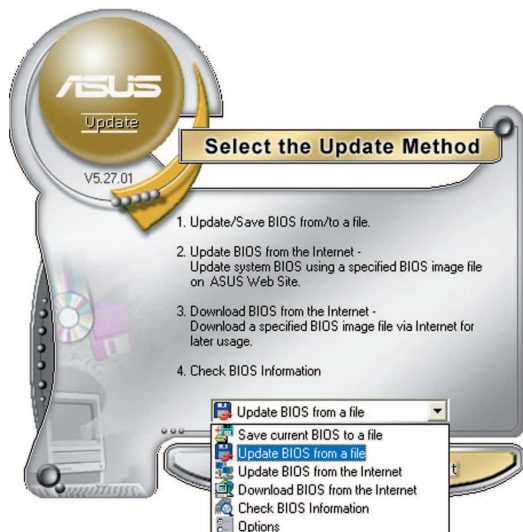 ASUS
Update
V5.27.01
Select the Update Method
1. Update/Save BIOS from/to a file.
2. Update BIOS from the Internet -
Update system BIOS using a specified BIOS image file
on ASUS Web Site.
3. Download BIOS from the Internet -
Download a specified BIOS image file via Internet for
later usage.
4. Check BIOS Information
Update BIOS from a file
Save current BIOS to a file
Update BIOS from a file
Update BIOS from the Internet
Download BIOS from the Internet
Check BIOS Information
Options